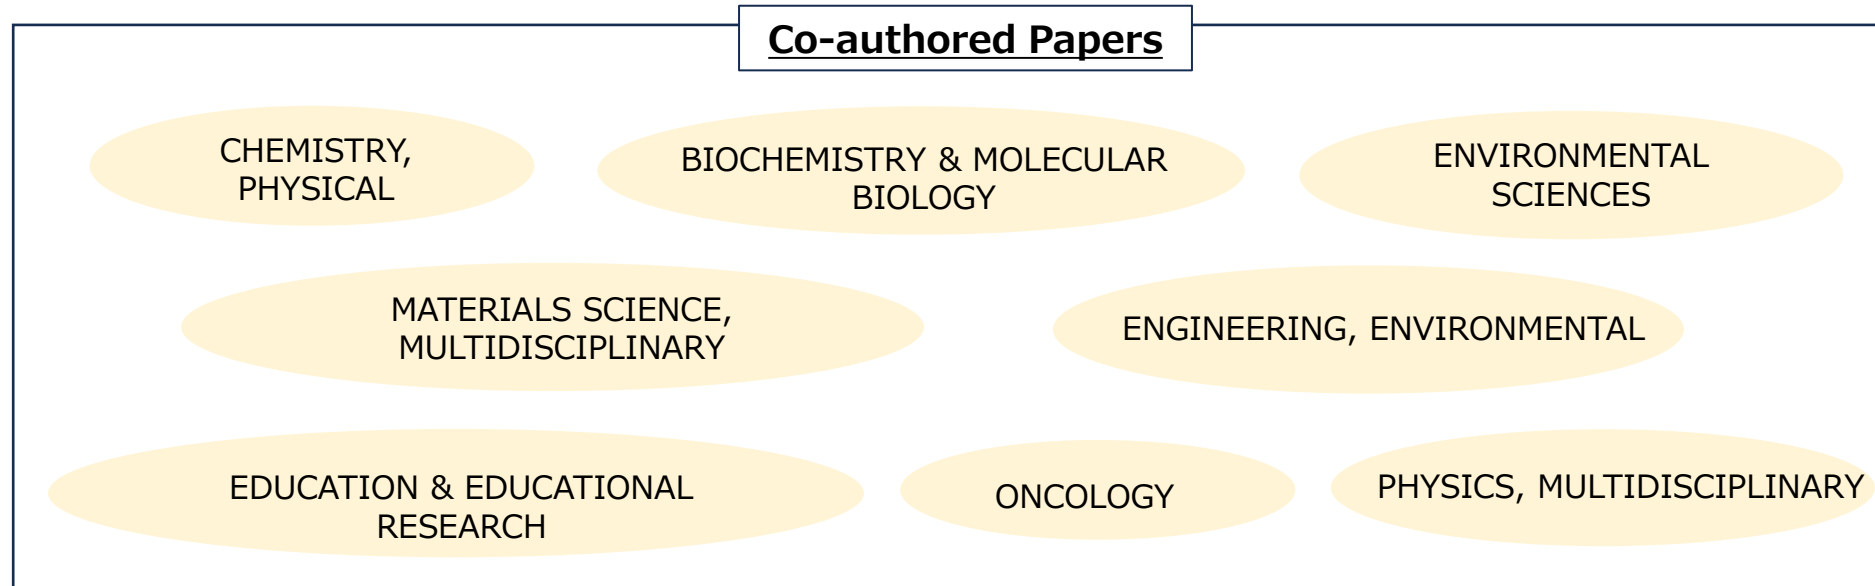 Co-authored Papers
CHEMISTRY,
PHYSICAL
BIOCHEMISTRY & MOLECULAR
BIOLOGY
ENVIRONMENTAL
SCIENCES
MATERIALS SCIENCE,
MULTIDISCIPLINARY
ENGINEERING, ENVIRONMENTAL
EDUCATION & EDUCATIONAL
RESEARCH
ONCOLOGY
PHYSICS, MULTIDISCIPLINARY